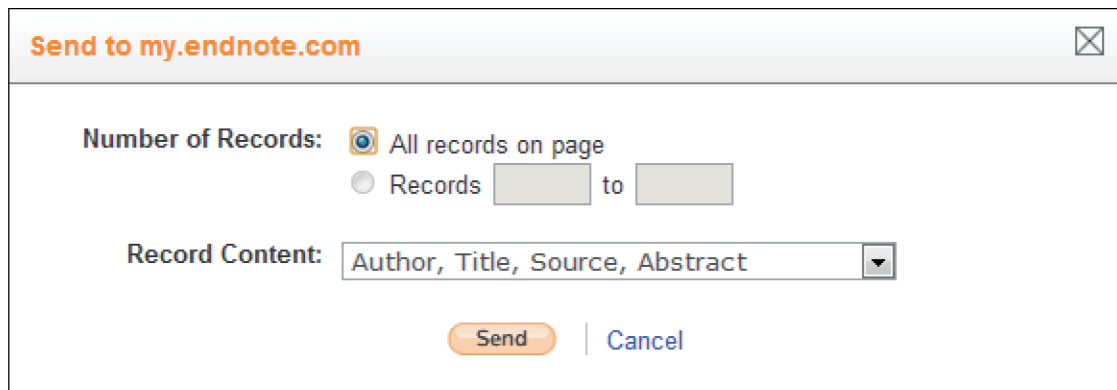 Send to my.endnote.com
Number of Records: All records on page
Records to
Record Content: Author, Title, Source, Abstract
Send Cancel